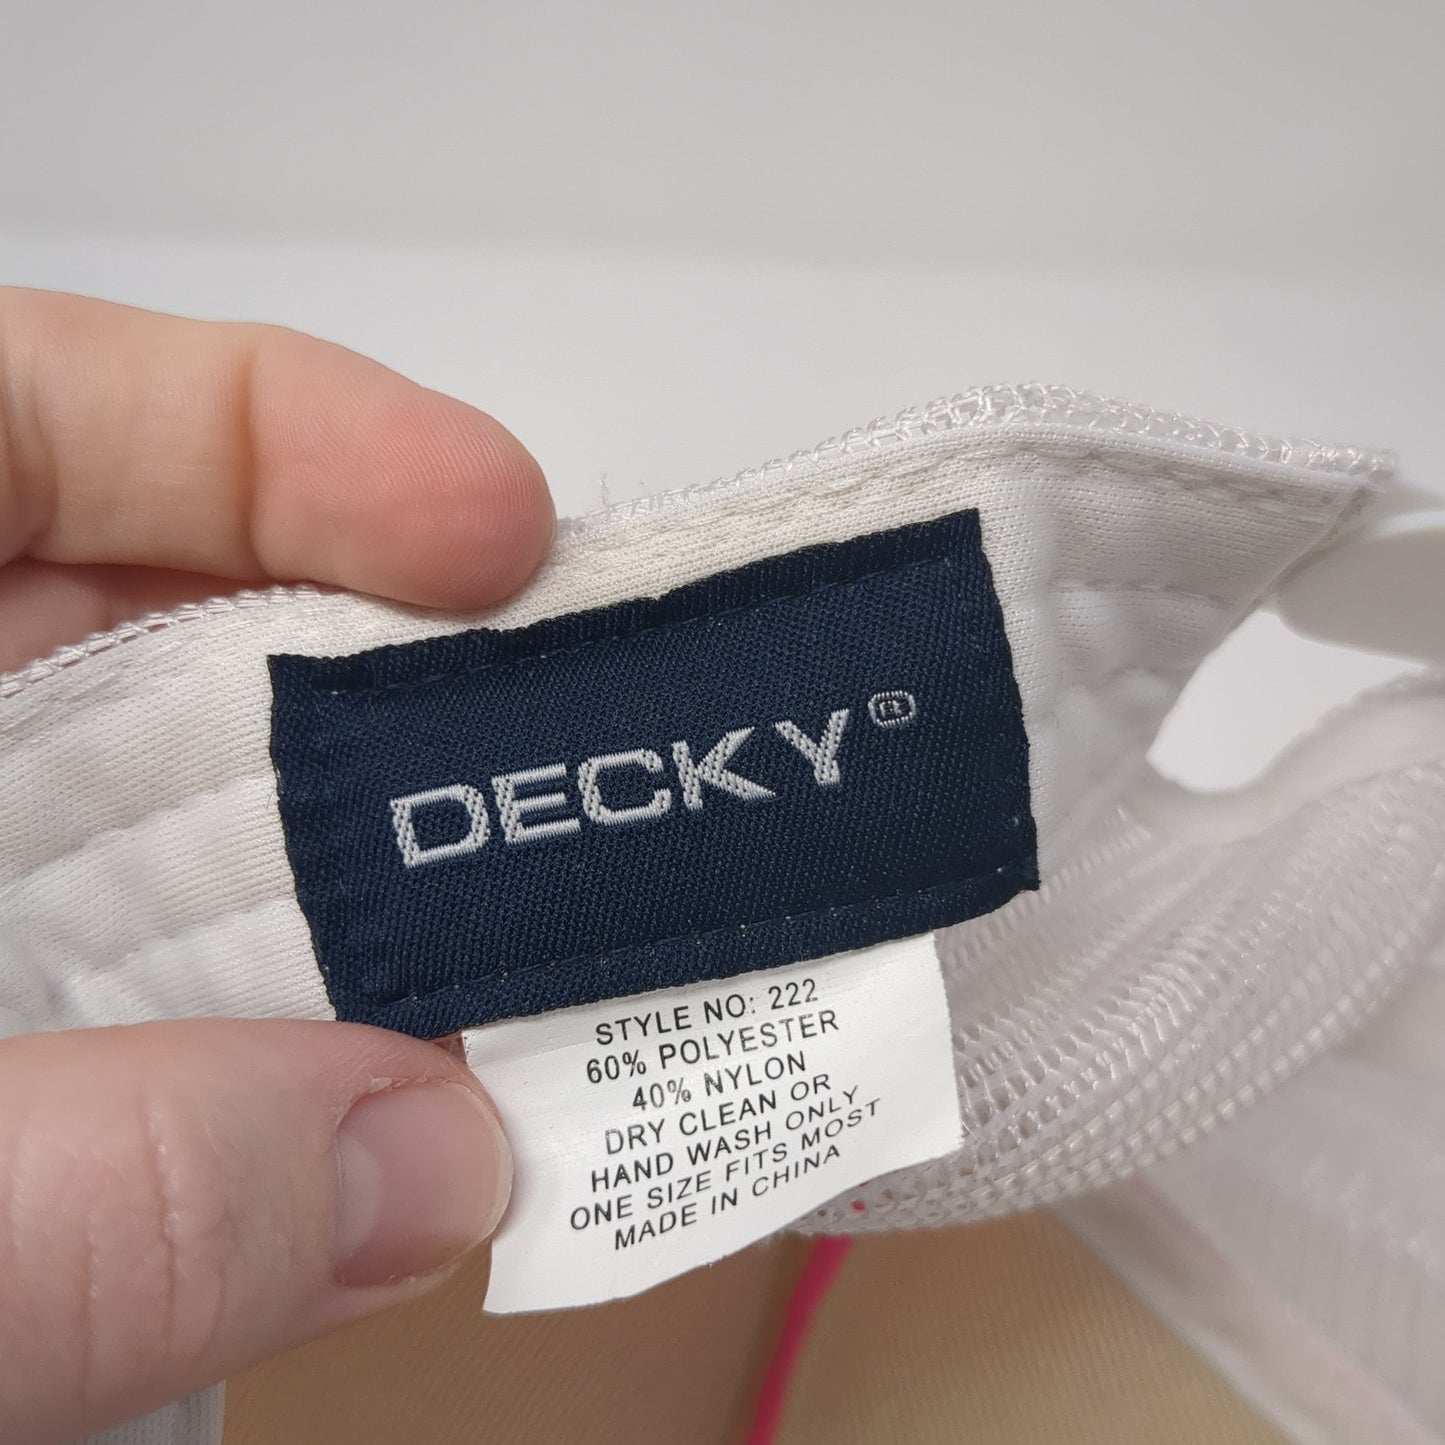 DECKY®
STYLE NO: 222
60% POLYESTER
40% NYLON
DRY CLEAN OR
HAND WASH ONLY
ONE SIZE FITS MOST
MADE IN CHINA